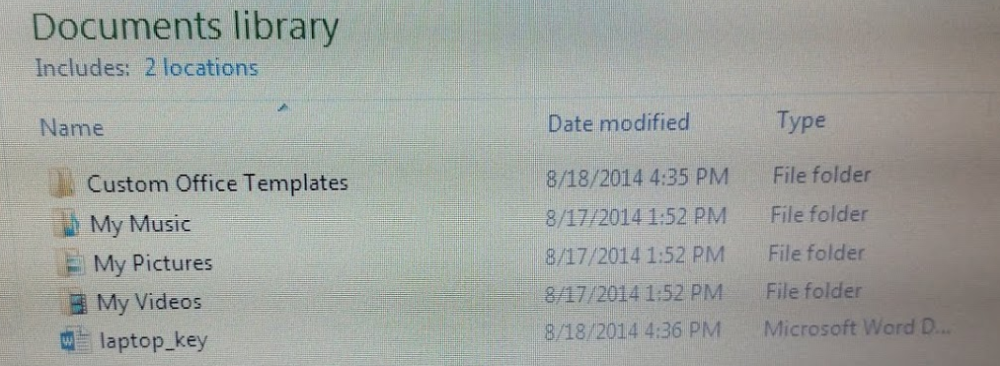 Documents library
Includes: 2 locations
Name Date modified Type
Custom Office Templates 8/18/2014 4:35 PM File folder
My Music 8/17/2014 1:52 PM File folder
My Pictures 8/17/2014 1:52 PM File folder
My Videos 8/17/2014 1:52 PM File folder
laptop_key 8/18/2014 4:36 PM Microsoft Word D...